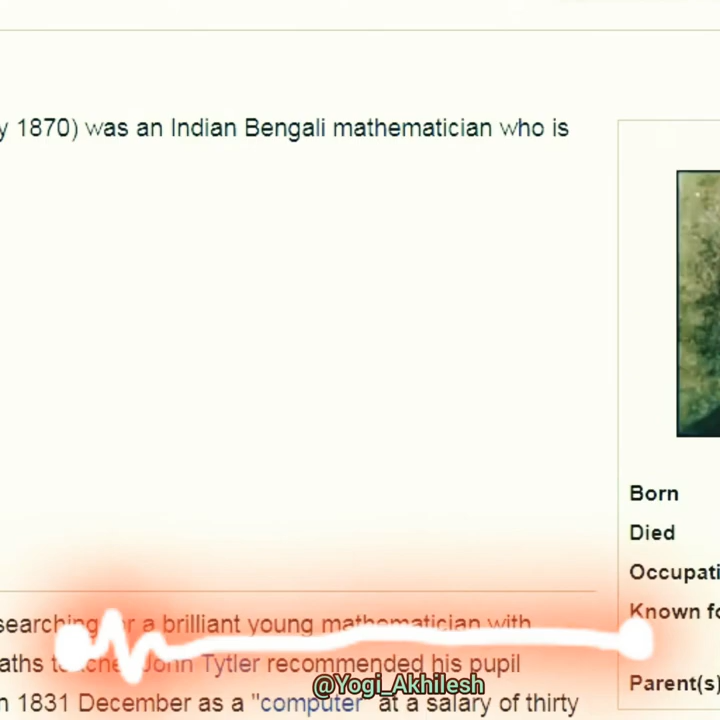 y 1870) was an Indian Bengali mathematician who is
Born
Died
Occupati
Known fo
Parent(s)
searching a brilliant young mathematician with
aths John Tytler recommended his pupil
@Yogi_Akhilesh
n 1831 December as a "computer" at a salary of thirty